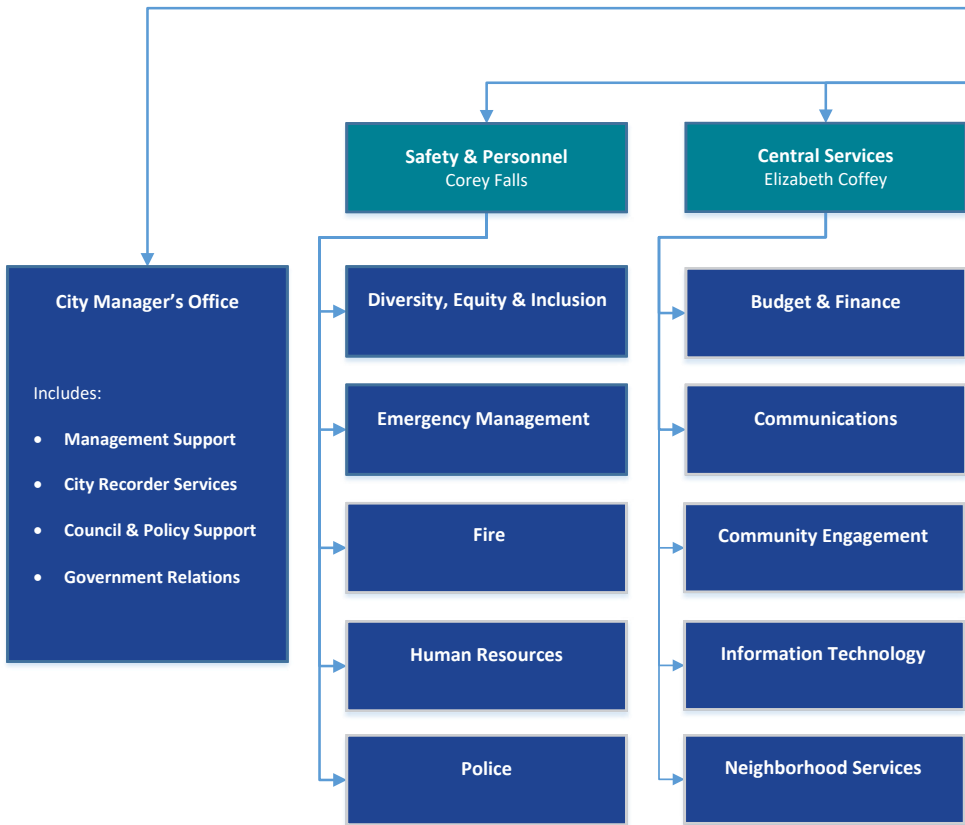 Safety & Personnel
Corey Falls
Central Services
Elizabeth Coffey
City Manager’s Office
Includes:
• Management Support
• City Recorder Services
• Council & Policy Support
• Government Relations
Diversity, Equity & Inclusion
Emergency Management
Fire
Human Resources
Police
Budget & Finance
Communications
Community Engagement
Information Technology
Neighborhood Services